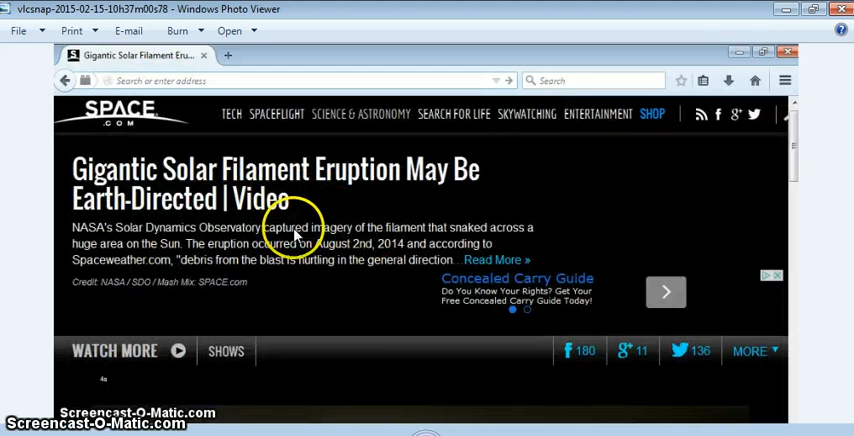 vlcsnap-2015-02-15-10h37m00s78 - Windows Photo Viewer
File Print E-mail Burn Open
Gigantic Solar Filament Eru...
Search or enter address
Search
SPACE
.COM
TECH SPACEFLIGHT SCIENCE & ASTRONOMY SEARCH FOR LIFE SKYWATCHING ENTERTAINMENT SHOP
Gigantic Solar Filament Eruption May Be
Earth-Directed | Video
NASA's Solar Dynamics Observatory captured imagery of the filament that snaked across a
huge area on the Sun. The eruption occurred on August 2nd, 2014 and according to
Spaceweather.com, "debris from the blast is hurtling in the general direction... Read More »
Credit: NASA / SDO / Mash Mix: SPACE.com
Concealed Carry Guide
Do You Know Your Rights? Get Your
Free Concealed Carry Guide Today!
WATCH MORE SHOWS 180 11 136 MORE
4s
Screencast-O-Matic.com
Screencast-O-Matic.com